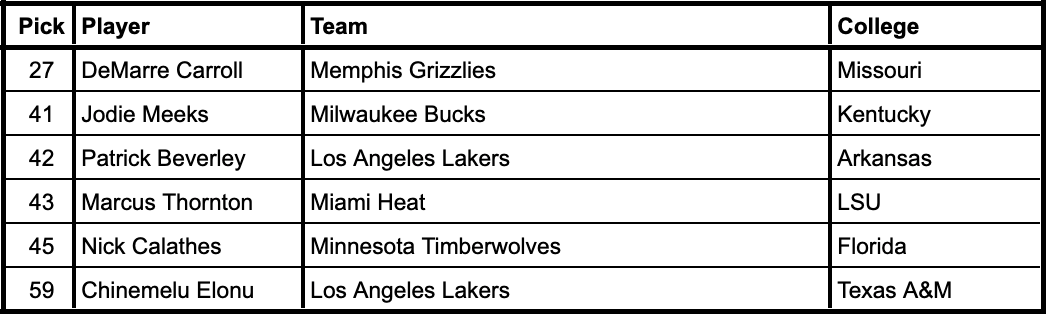 Pick Player Team College
27 DeMarre Carroll Memphis Grizzlies Missouri
41 Jodie Meeks Milwaukee Bucks Kentucky
42 Patrick Beverley Los Angeles Lakers Arkansas
43 Marcus Thornton Miami Heat LSU
45 Nick Calathes Minnesota Timberwolves Florida
59 Chinemelu Elonu Los Angeles Lakers Texas A&M